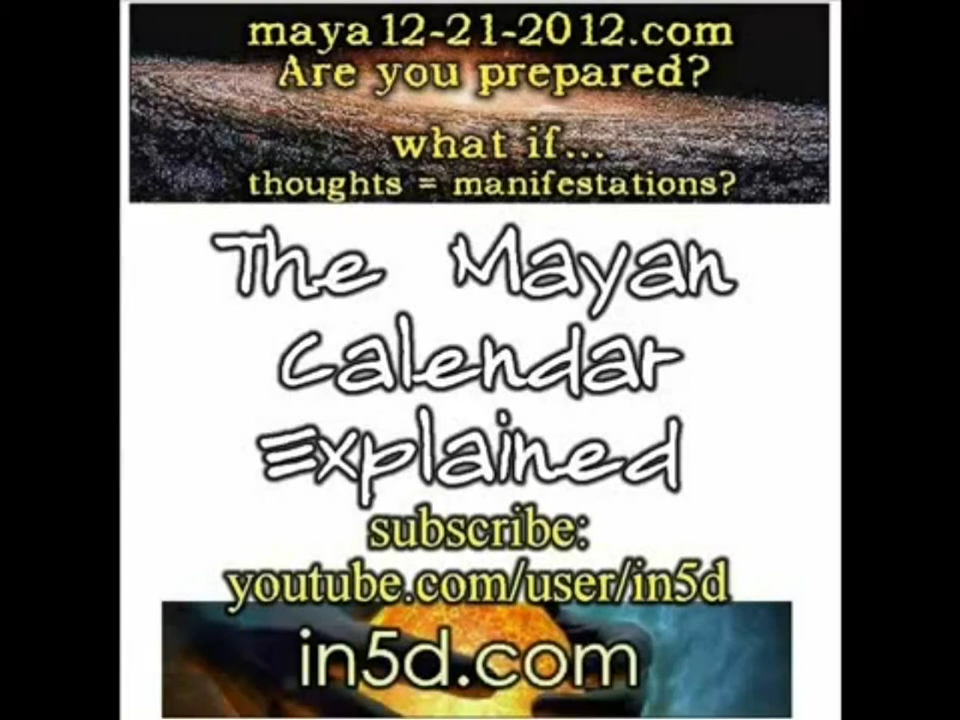 maya12-21-2012.com
Are you prepared?
what if...
thoughts = manifestations?
The Mayan
Calendar
Explained
subscribe:
youtube.com/user/in5d
in5d.com